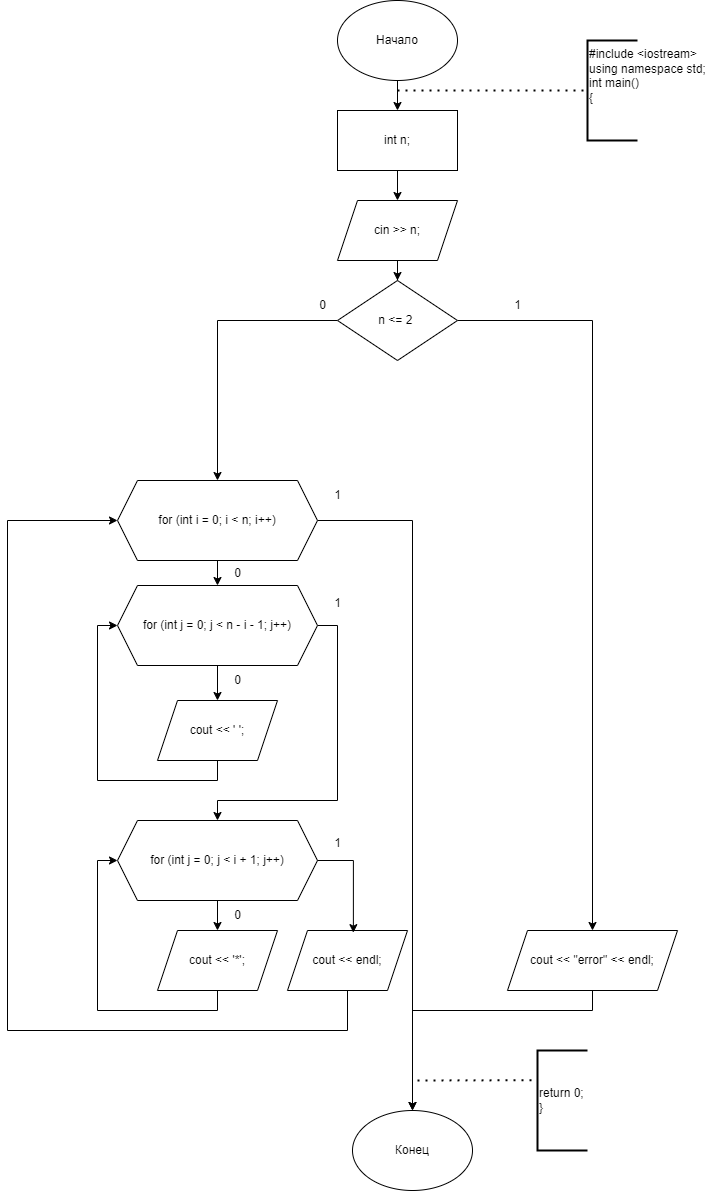 Начало
#include <iostream>
using namespace std;
int main()
{
int n;
cin >> n;
0
1
n <= 2
1
for (int i = 0; i < n; i++)
0
1
for (int j = 0; j < n - i - 1; j++)
0
cout << ' ';
1
for (int j = 0; j < i + 1; j++)
0
cout << '*';
cout << endl;
cout << "error" << endl;
return 0;
}
Конец